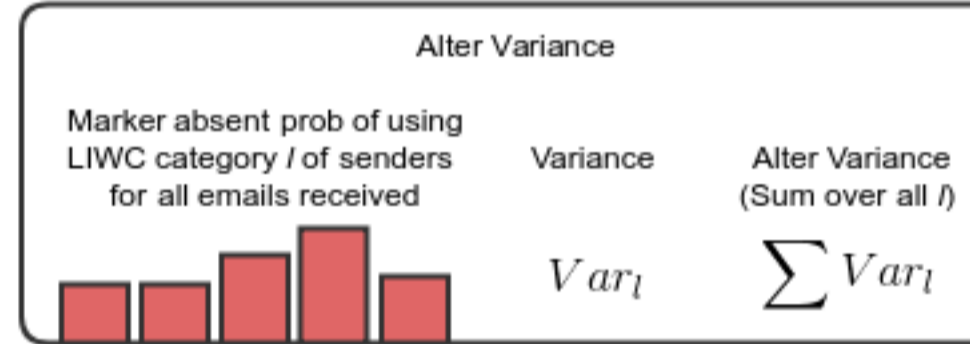 Alter Variance
Marker absent prob of using
LIWC category l of senders
for all emails received
Variance
Var_l
Alter Variance
(Sum over all l)
∑ Var_l